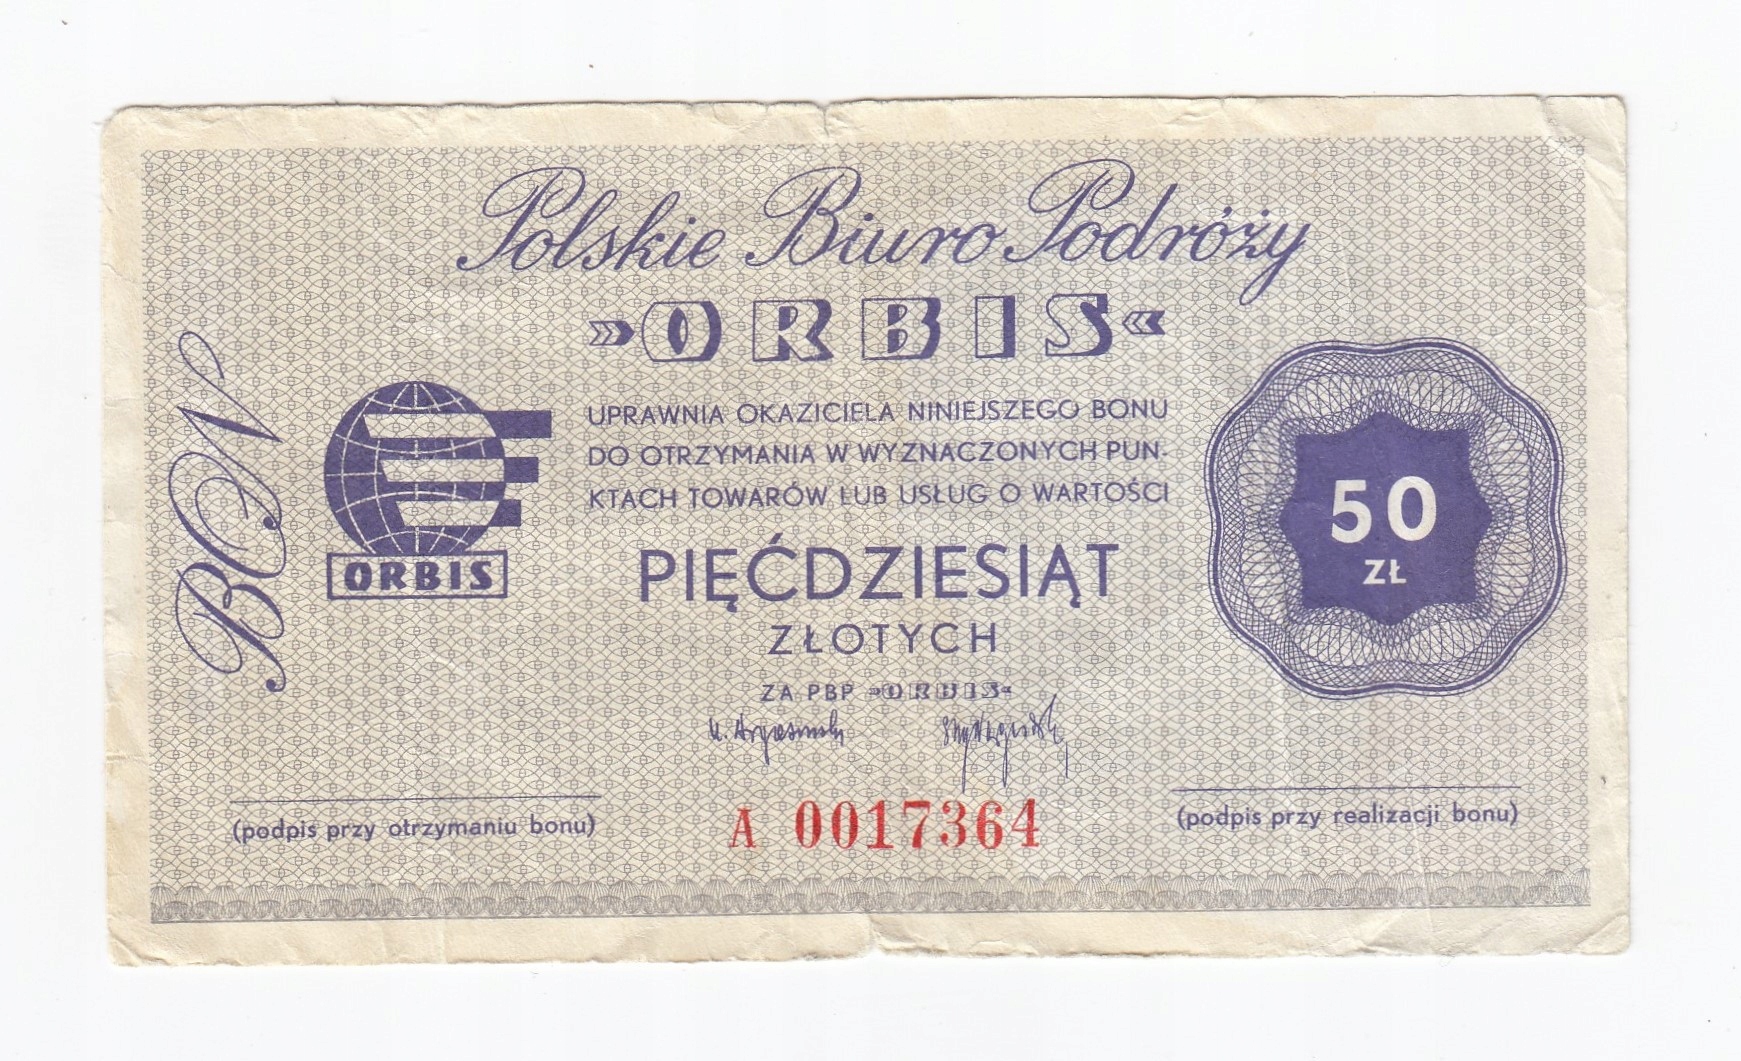 Polskie Biuro Podróży
»ORBIS«
BON
UPRAWNIA OKAZICIELA NINIEJSZEGO BONU
DO OTRZYMANIA W WYZNACZONYCH PUN-
KTACH TOWARÓW LUB USŁUG O WARTOŚCI
PIĘĆDZIESIĄT
ZŁOTYCH
ORBIS
50
ZŁ
ZA PBP »ORBIS«
(podpis przy otrzymaniu bonu)
A 0017364
(podpis przy realizacji bonu)